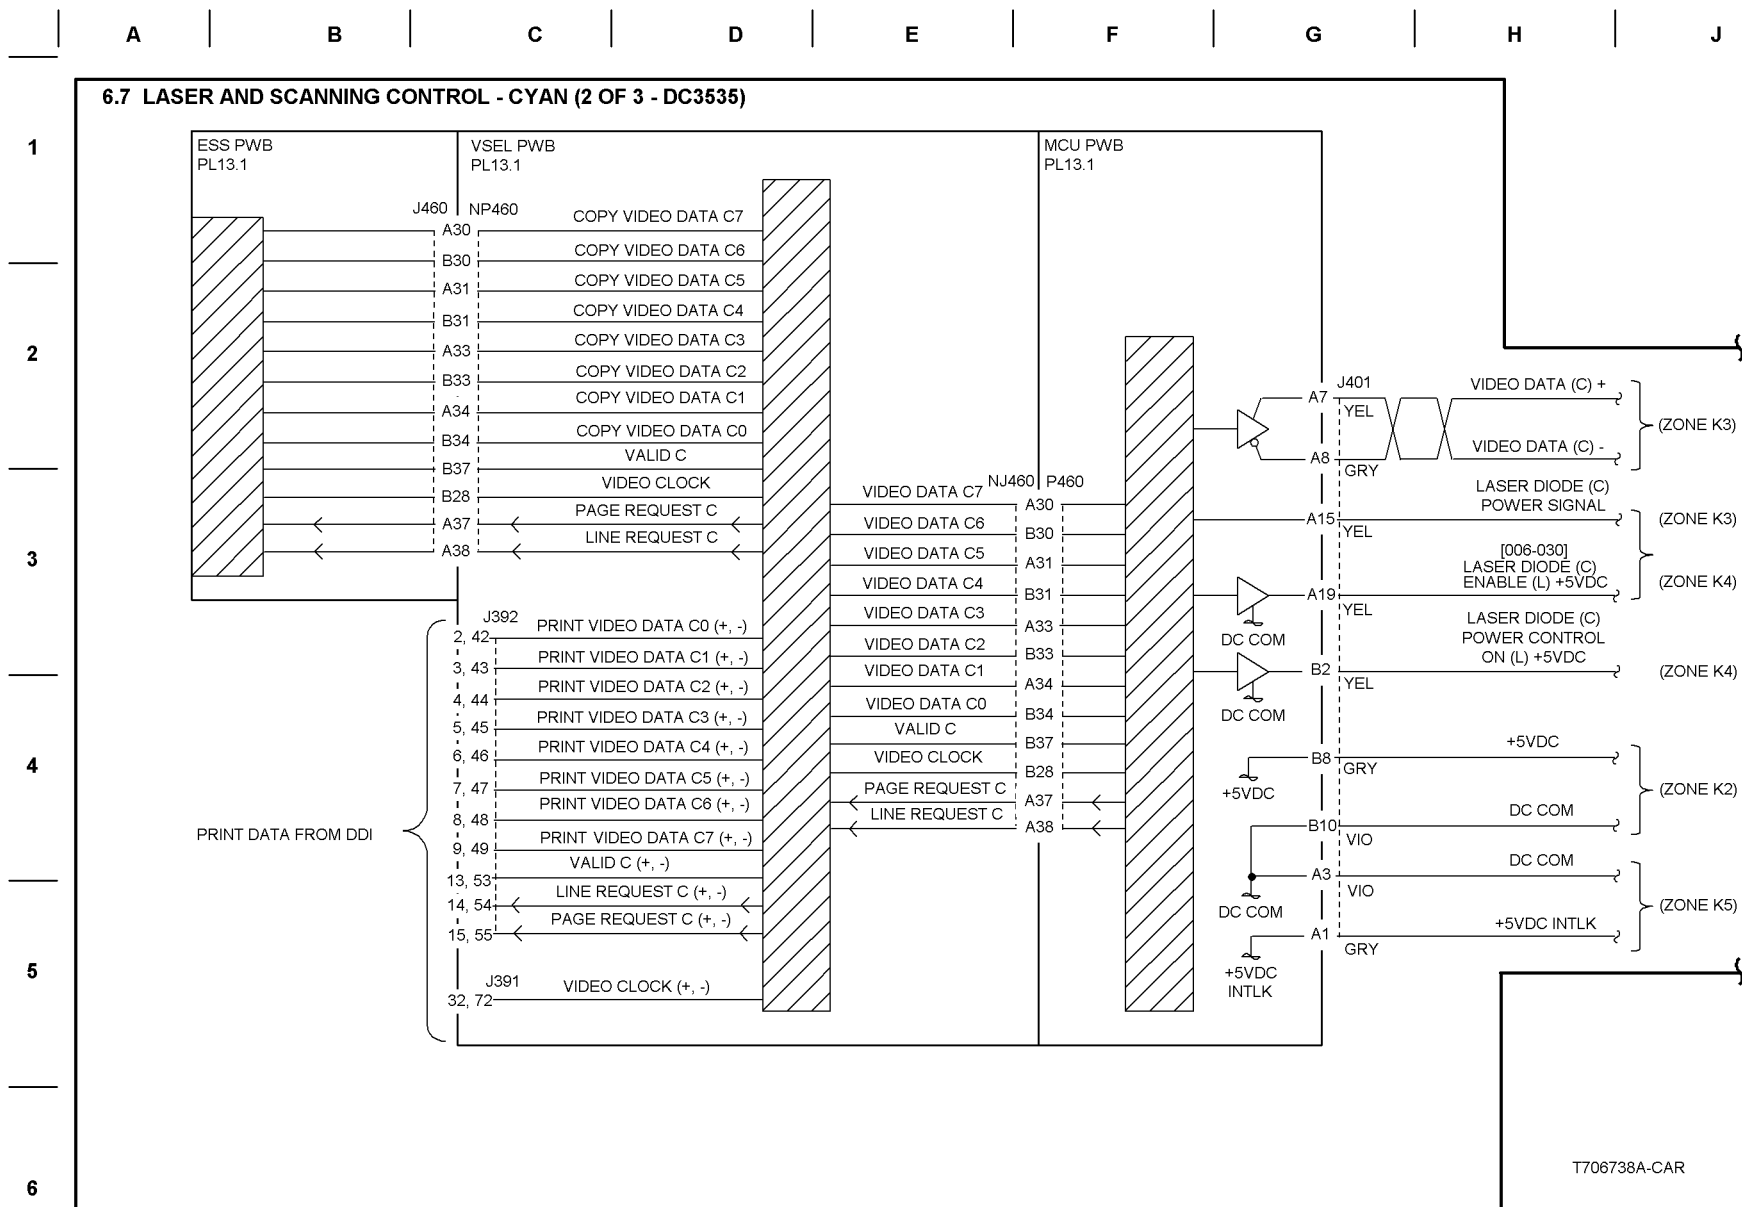 A B C D E F G H J
6.7 LASER AND SCANNING CONTROL - CYAN (2 OF 3 - DC3535)
1
2
3
4
5
6
ESS PWB
PL13.1
VSEL PWB
PL13.1
MCU PWB
PL13.1
J460 NP460
A30 COPY VIDEO DATA C7
B30 COPY VIDEO DATA C6
A31 COPY VIDEO DATA C5
B31 COPY VIDEO DATA C4
A33 COPY VIDEO DATA C3
B33 COPY VIDEO DATA C2
A34 COPY VIDEO DATA C1
B34 COPY VIDEO DATA C0
B37 VALID C
B28 VIDEO CLOCK
A37 PAGE REQUEST C
A38 LINE REQUEST C
J392
2, 42 PRINT VIDEO DATA C0 (+, -)
3, 43 PRINT VIDEO DATA C1 (+, -)
4, 44 PRINT VIDEO DATA C2 (+, -)
5, 45 PRINT VIDEO DATA C3 (+, -)
6, 46 PRINT VIDEO DATA C4 (+, -)
7, 47 PRINT VIDEO DATA C5 (+, -)
8, 48 PRINT VIDEO DATA C6 (+, -)
9, 49 PRINT VIDEO DATA C7 (+, -)
13, 53 VALID C (+, -)
14, 54 LINE REQUEST C (+, -)
15, 55 PAGE REQUEST C (+, -)
PRINT DATA FROM DDI
J391
32, 72 VIDEO CLOCK (+, -)
NJ460 P460
VIDEO DATA C7 A30
VIDEO DATA C6 B30
VIDEO DATA C5 A31
VIDEO DATA C4 B31
VIDEO DATA C3 A33
VIDEO DATA C2 B33
VIDEO DATA C1 A34
VIDEO DATA C0 B34
VALID C B37
VIDEO CLOCK B28
PAGE REQUEST C A37
LINE REQUEST C A38
J401
A7 YEL VIDEO DATA (C) +
(ZONE K3)
A8 GRY VIDEO DATA (C) -
LASER DIODE (C)
POWER SIGNAL
A15 YEL (ZONE K3)
[006-030]
LASER DIODE (C)
ENABLE (L) +5VDC
A19 YEL (ZONE K4)
DC COM
LASER DIODE (C)
POWER CONTROL
ON (L) +5VDC
B2 YEL (ZONE K4)
DC COM
B8 GRY +5VDC
+5VDC
(ZONE K2)
B10 VIO DC COM
A3 VIO DC COM
DC COM
(ZONE K5)
A1 GRY +5VDC INTLK
+5VDC
INTLK
T706738A-CAR